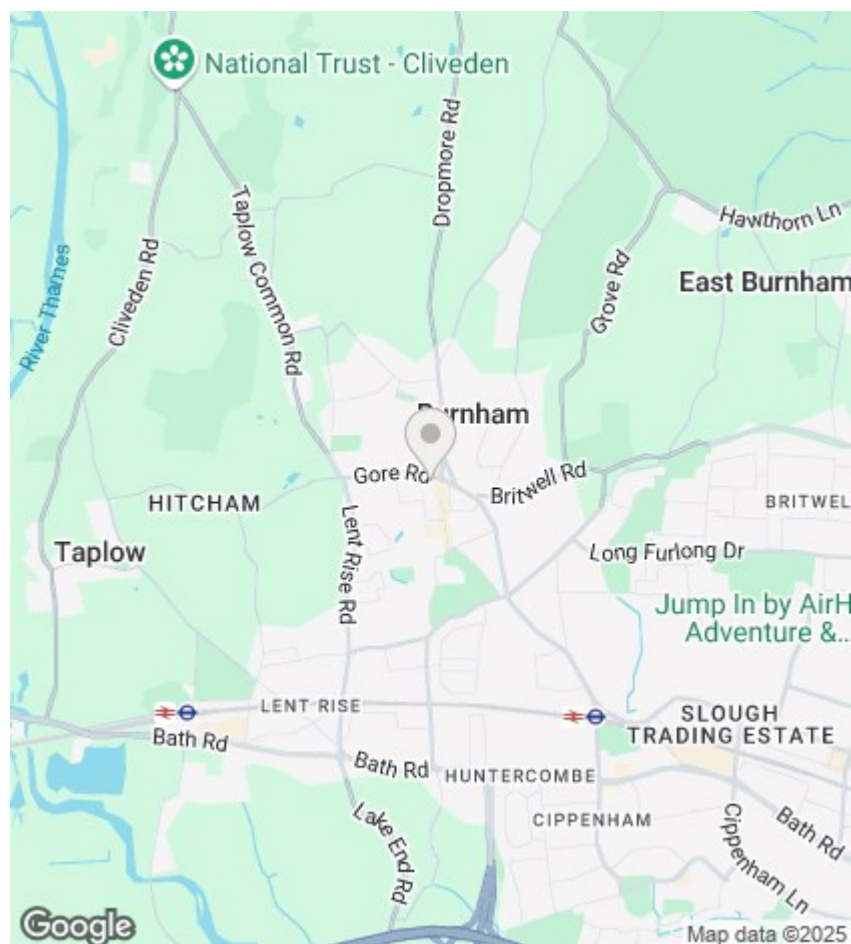 National Trust - Cliveden
Dropmore Rd
Taplow Common Rd
Hawthorn Ln
Cliveden Rd
River Thames
Grove Rd
East Burnham
Burnham
Gore Rd
Britwell Rd
HITCHAM
BRITWEL
Taplow
Lent Rise Rd
Long Furlong Dr
Jump In by AirH
Adventure &...
LENT RISE
SLOUGH
TRADING ESTATE
Bath Rd
Bath Rd
HUNTERCOMBE
Lake End Rd
CIPPENHAM
Bath Rd
Cippenham Ln
Google
Map data ©2025